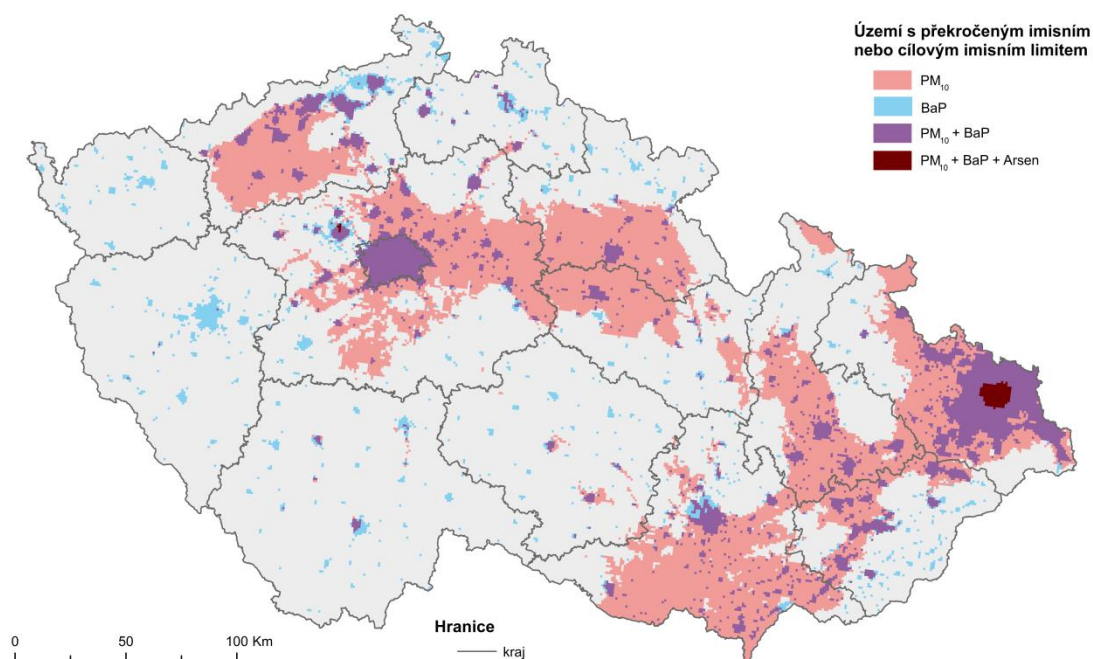 Území s překročeným imisním
nebo cílovým imisním limitem
PM₁₀
BaP
PM₁₀ + BaP
PM₁₀ + BaP + Arsen
Hranice
kraj
0 50 100 Km